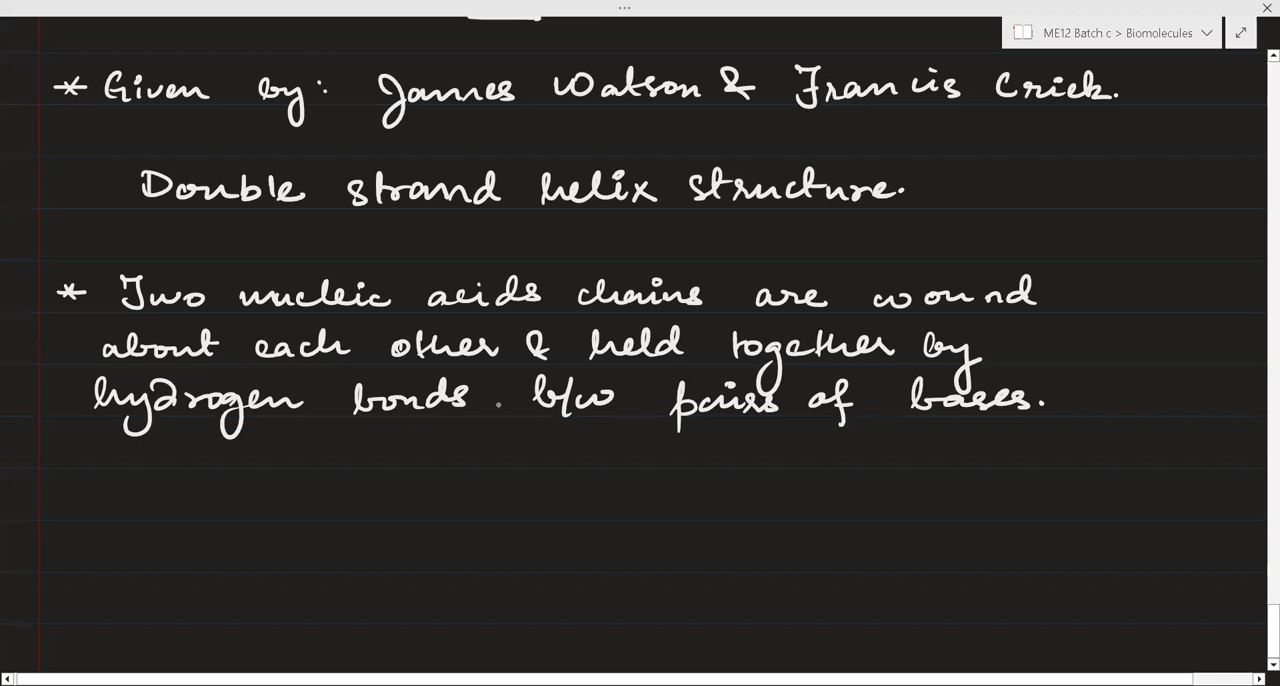 ME12 Batch c > Biomolecules
* Given by: James Watson & Francis Crick.
Double strand helix structure.
* Two nucleic acids chains are wound
about each other & held together by
hydrogen bonds . b/w pairs of bases.